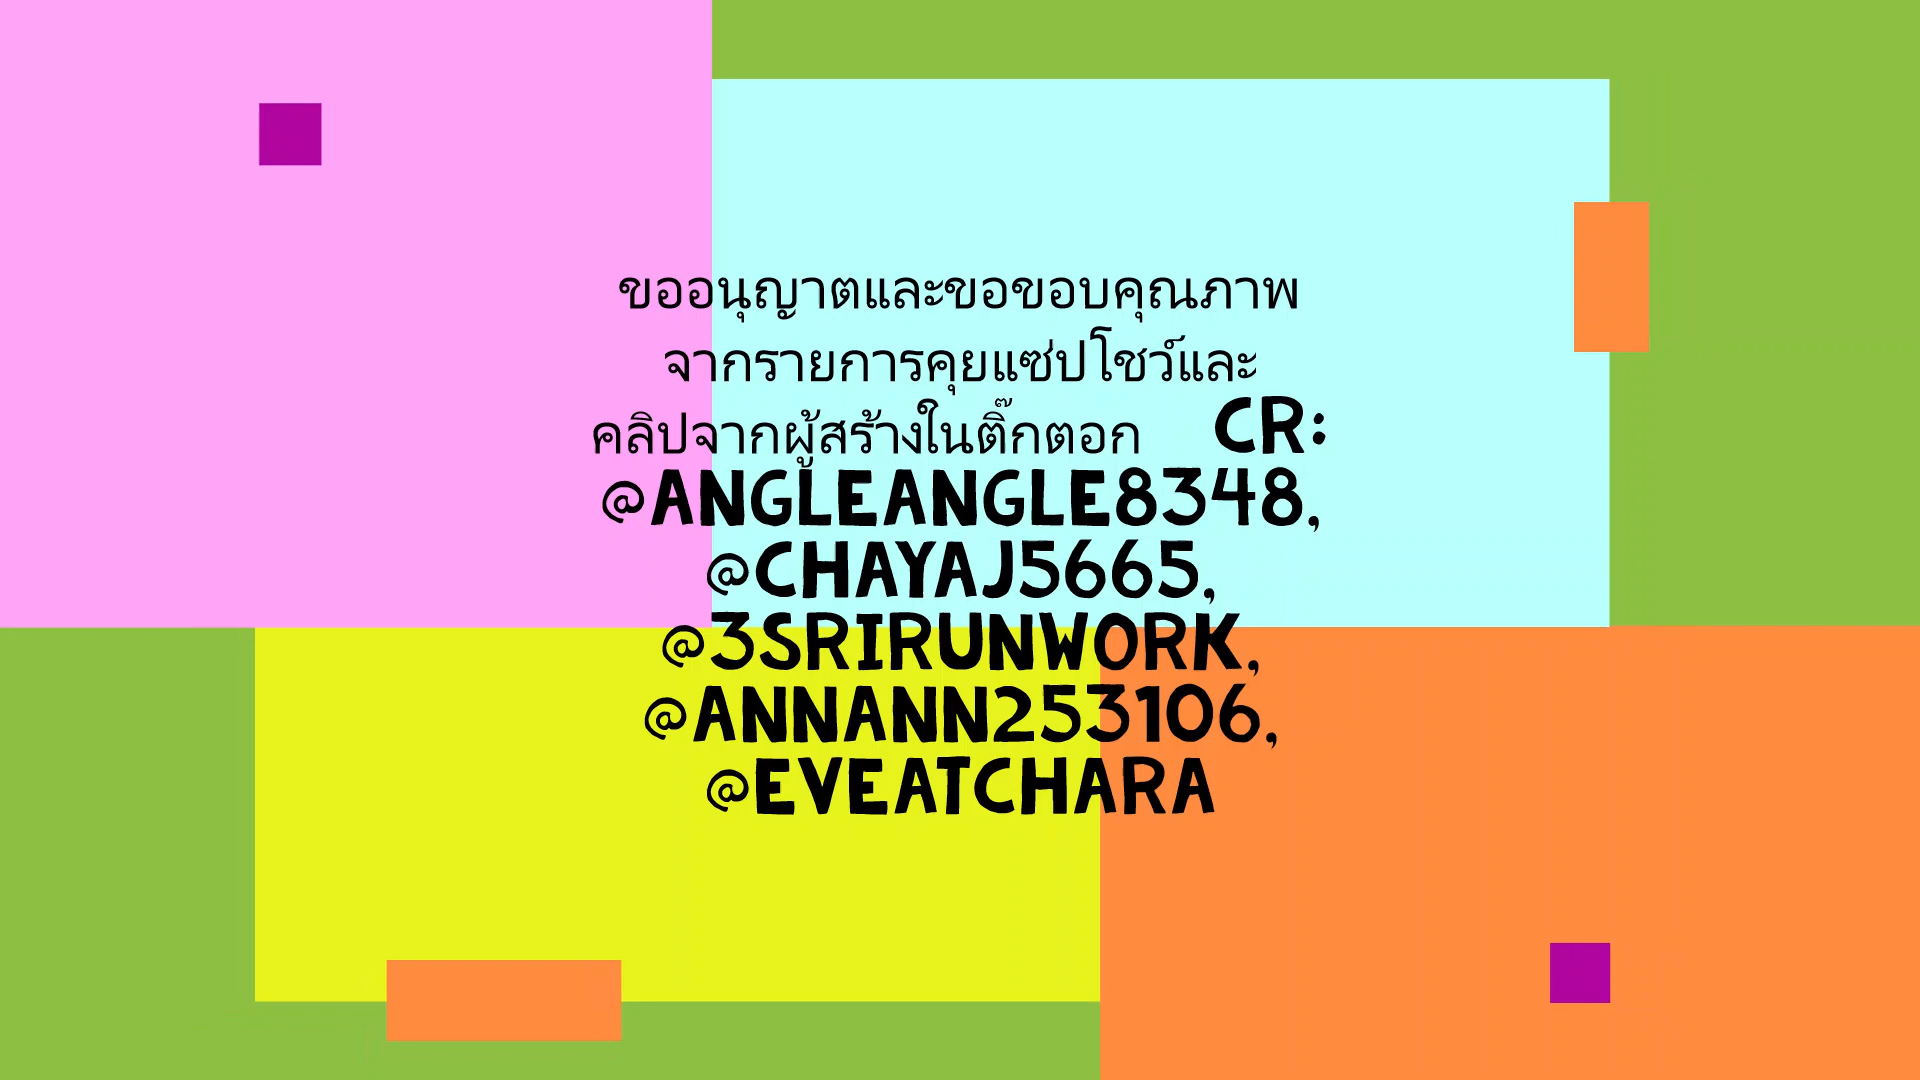 ขออนุญาตและขอขอบคุณภาพ
จากรายการคุยแซ่ปโชว์และ
คลิปจากผู้สร้างในติ๊กตอก CR:
@ANGLEANGLE8348,
@CHAYAJ5665,
@3SRIRUNWORK,
@ANNANN253106,
@EVEATCHARA